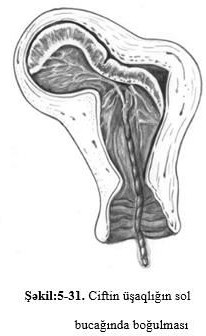 Şəkil:5-31. Ciftin üşaqlığın sol
bucağında boğulması